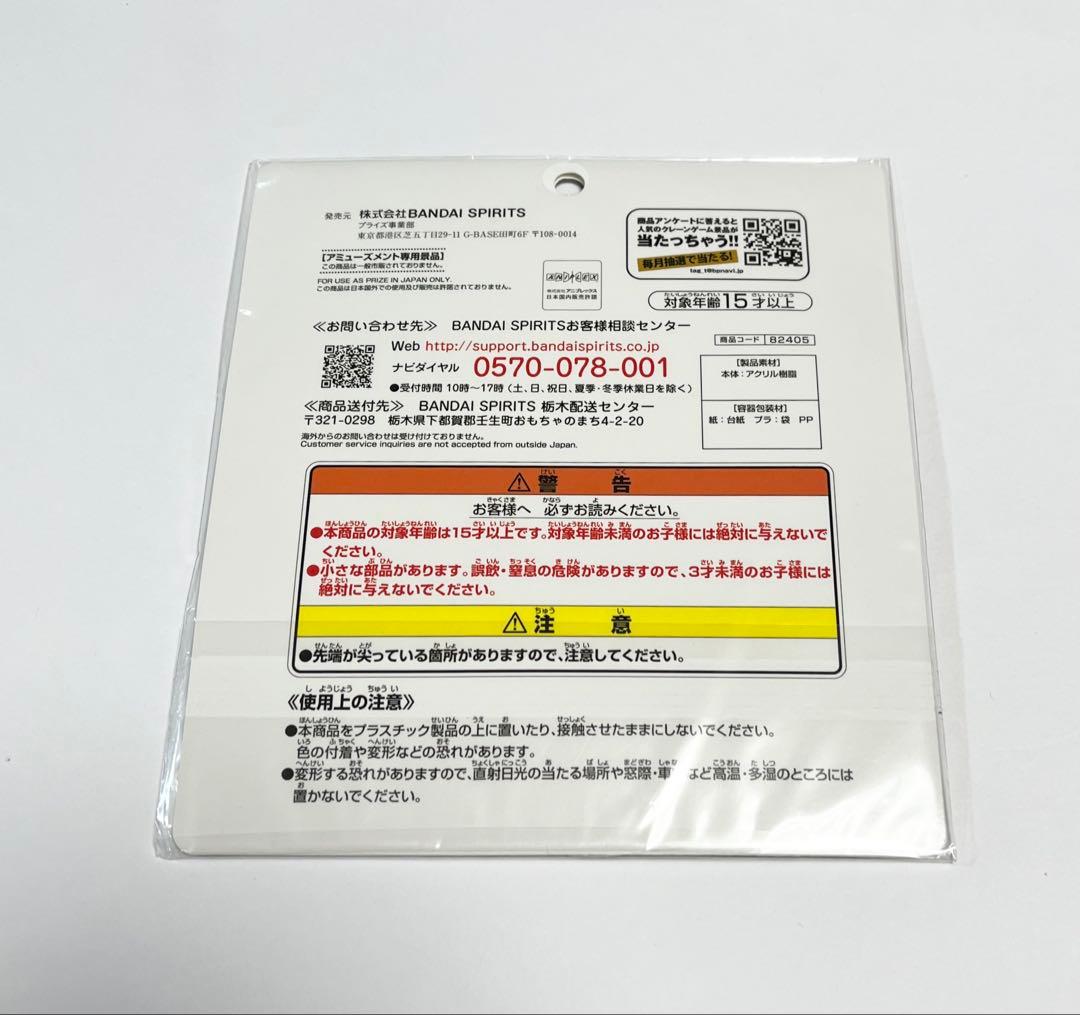 発売元 株式会社BANDAI SPIRITS
プライズ事業部
東京都港区芝五丁目29-11 G-BASE田町6F 〒108-0014
[アミューズメント専用景品]
この商品は一般市販されておりません。
FOR USE AS PRIZE IN JAPAN ONLY.
この商品は日本国外での使用及び販売は許諾されておりません。
ANIPLEX
株式会社 アニプレックス
日本国内販売許諾
商品アンケートに答えると
人気のクレーンゲーム景品が
当たっちゃう!!
毎月抽選で当たる!
tag_t@bpnavi.jp
対象年齢15才以上
≪お問い合わせ先≫ BANDAI SPIRITSお客様相談センター
Web http://support.bandaispirits.co.jp
ナビダイヤル 0570-078-001
●受付時間 10時〜17時(土、日、祝日、夏季・冬季休業日を除く)
≪商品送付先≫ BANDAI SPIRITS 栃木配送センター
〒321-0298 栃木県下都賀郡壬生町おもちゃのまち4-2-20
海外からのお問い合わせは受け付けておりません。
Customer service inquiries are not accepted from outside Japan.
商品コード 82405
[製品素材]
本体:アクリル樹脂
[容器包装材]
紙:台紙 プラ:袋 PP
⚠警告
お客様へ 必ずお読みください。
●本商品の対象年齢は15才以上です。対象年齢未満のお子様には絶対に与えないで
ください。
●小さな部品があります。誤飲・窒息の危険がありますので、3才未満のお子様には
絶対に与えないでください。
⚠注意
●先端が尖っている箇所がありますので、注意してください。
≪使用上の注意≫
●本商品をプラスチック製品の上に置いたり、接触させたままにしないでください。
色の付着や変形などの恐れがあります。
●変形する恐れがありますので、直射日光の当たる場所や窓際・車など高温・多湿のところには
置かないでください。